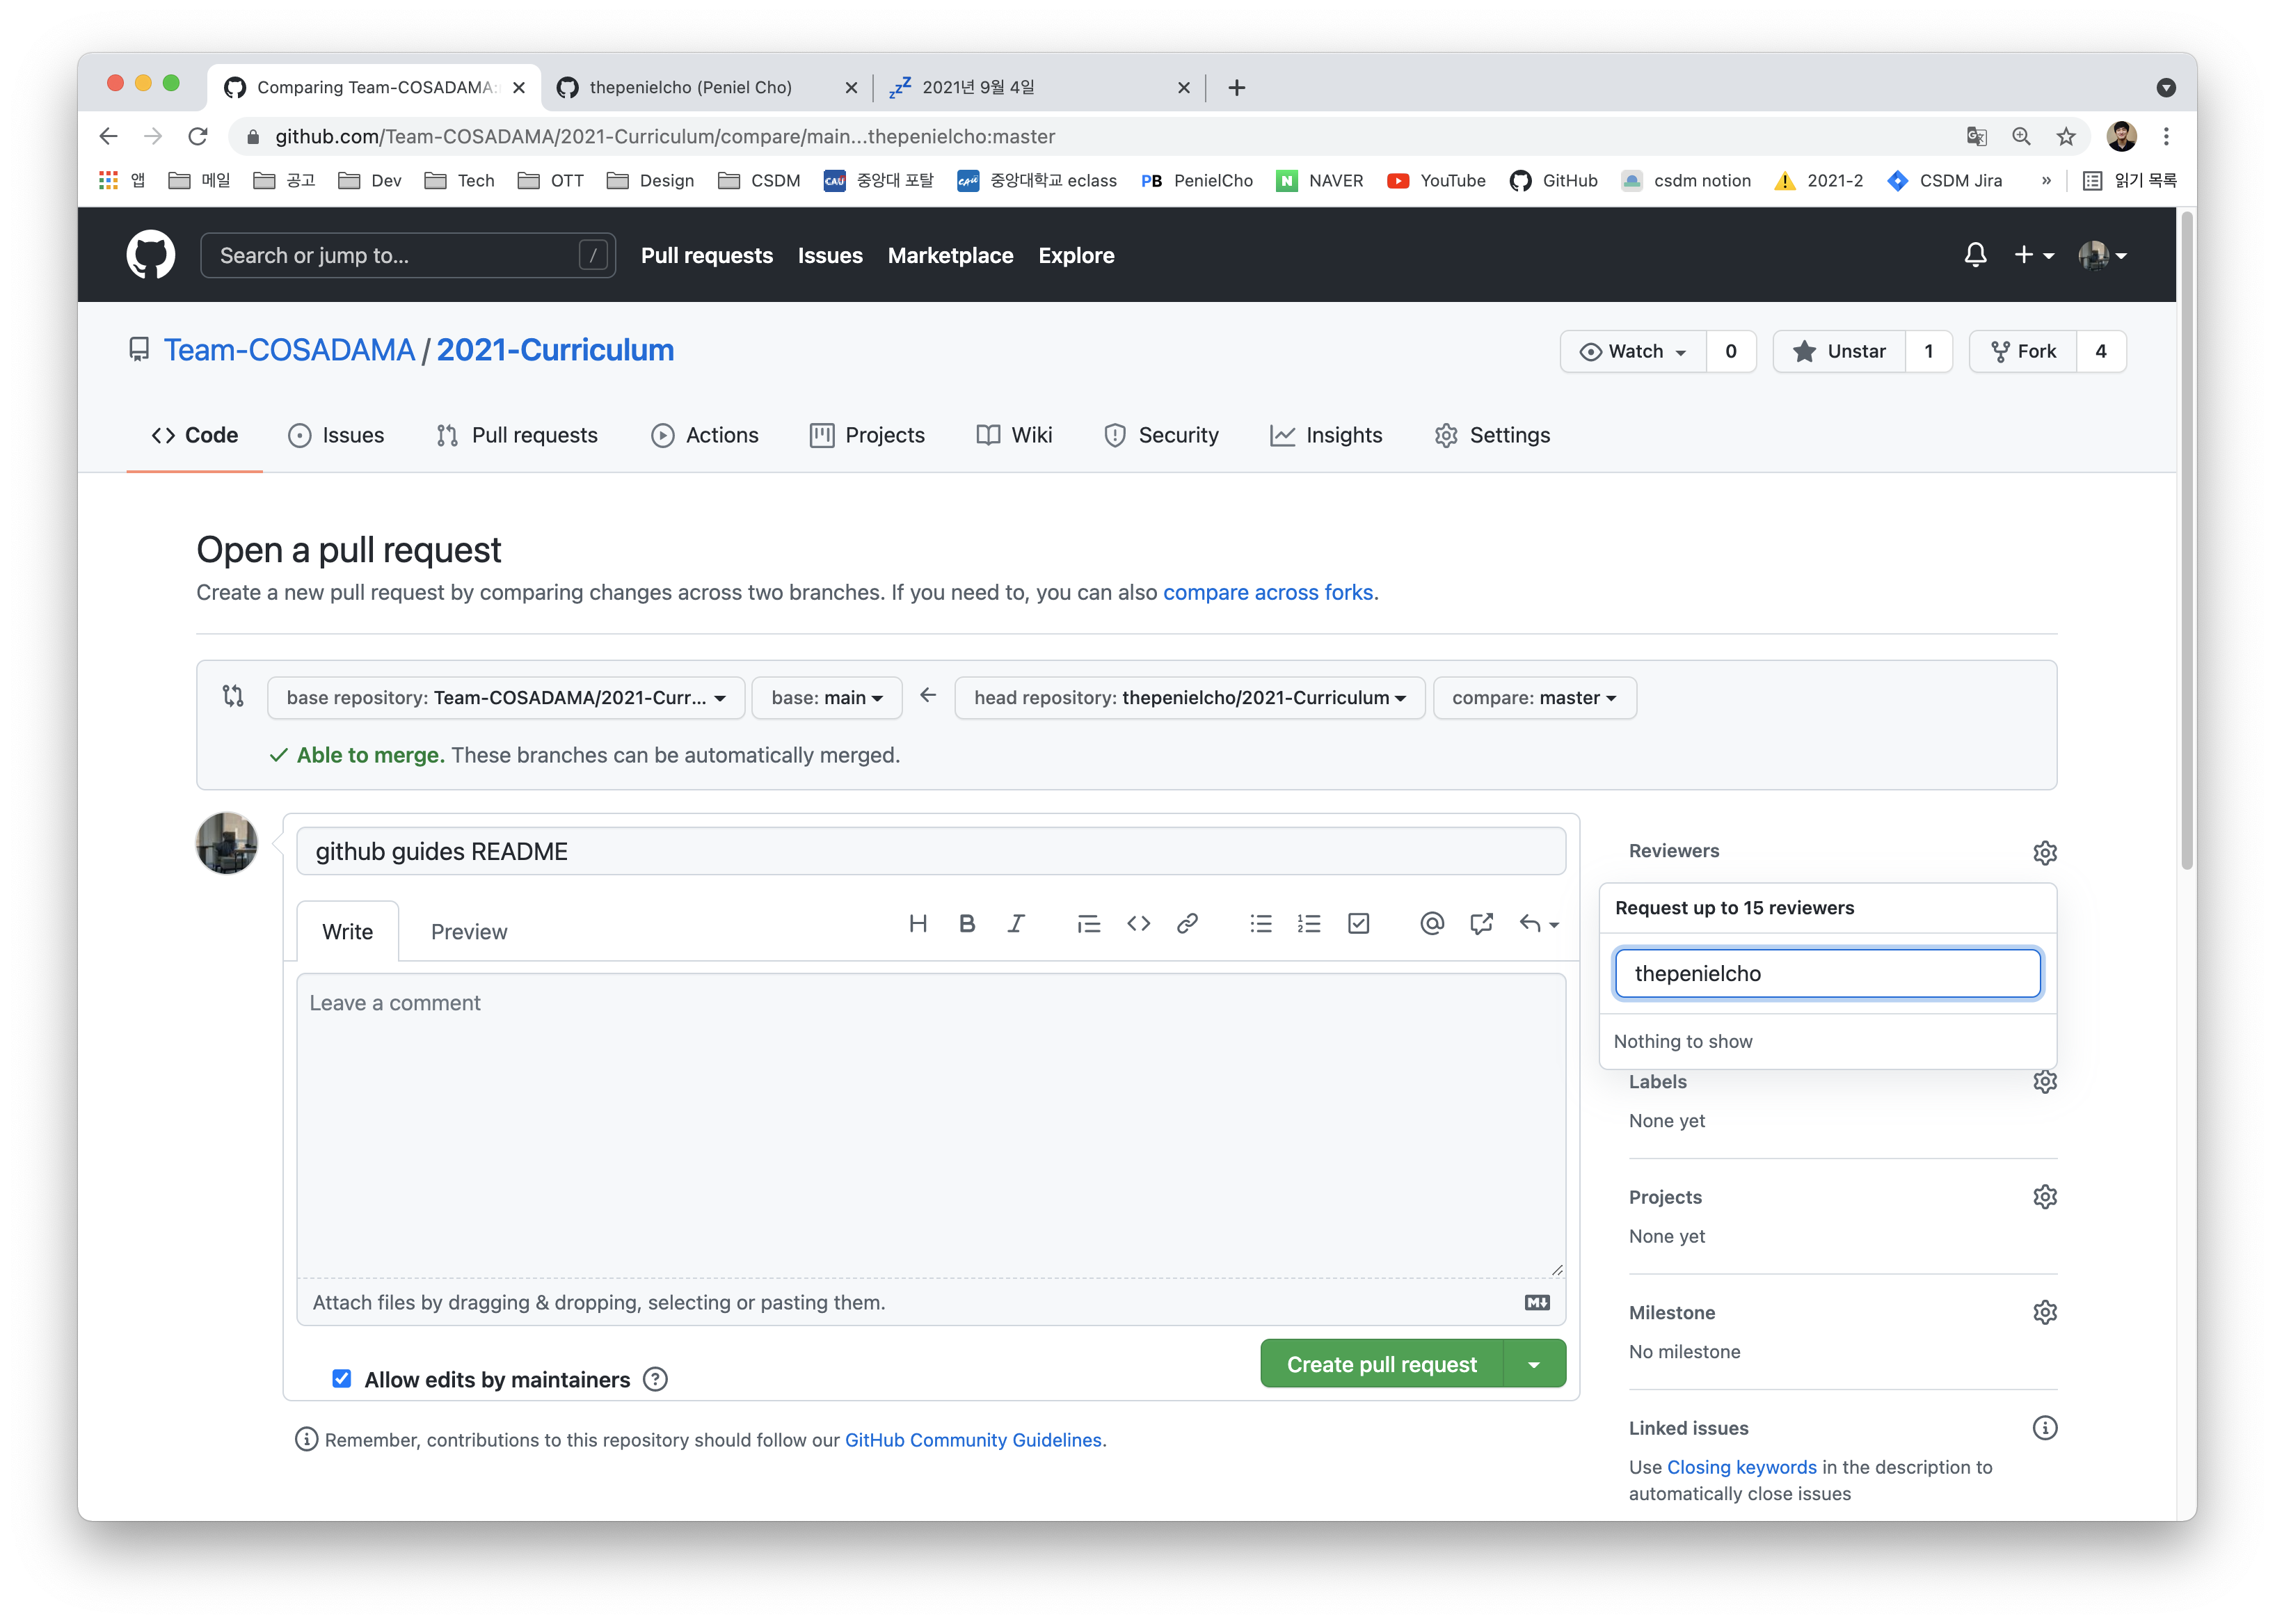 Comparing Team-COSADAMA:
thepenielcho (Peniel Cho)
2021년 9월 4일
github.com/Team-COSADAMA/2021-Curriculum/compare/main...thepenielcho:master
앱 메일 공고 Dev Tech OTT Design CSDM CAU 중앙대 포탈 CAU 중앙대학교 eclass PB PenielCho N NAVER YouTube GitHub csdm notion 2021-2 CSDM Jira » 읽기 목록
Search or jump to... / Pull requests Issues Marketplace Explore
Team-COSADAMA / 2021-Curriculum
Watch 0 Unstar 1 Fork 4
Code Issues Pull requests Actions Projects Wiki Security Insights Settings
Open a pull request
Create a new pull request by comparing changes across two branches. If you need to, you can also compare across forks.
base repository: Team-COSADAMA/2021-Curr... base: main head repository: thepenielcho/2021-Curriculum compare: master
Able to merge. These branches can be automatically merged.
github guides README
Write Preview
Leave a comment
Attach files by dragging & dropping, selecting or pasting them.
Allow edits by maintainers
Create pull request
Remember, contributions to this repository should follow our GitHub Community Guidelines.
Reviewers
Request up to 15 reviewers
thepenielcho
Nothing to show
Labels
None yet
Projects
None yet
Milestone
No milestone
Linked issues
Use Closing keywords in the description to
automatically close issues